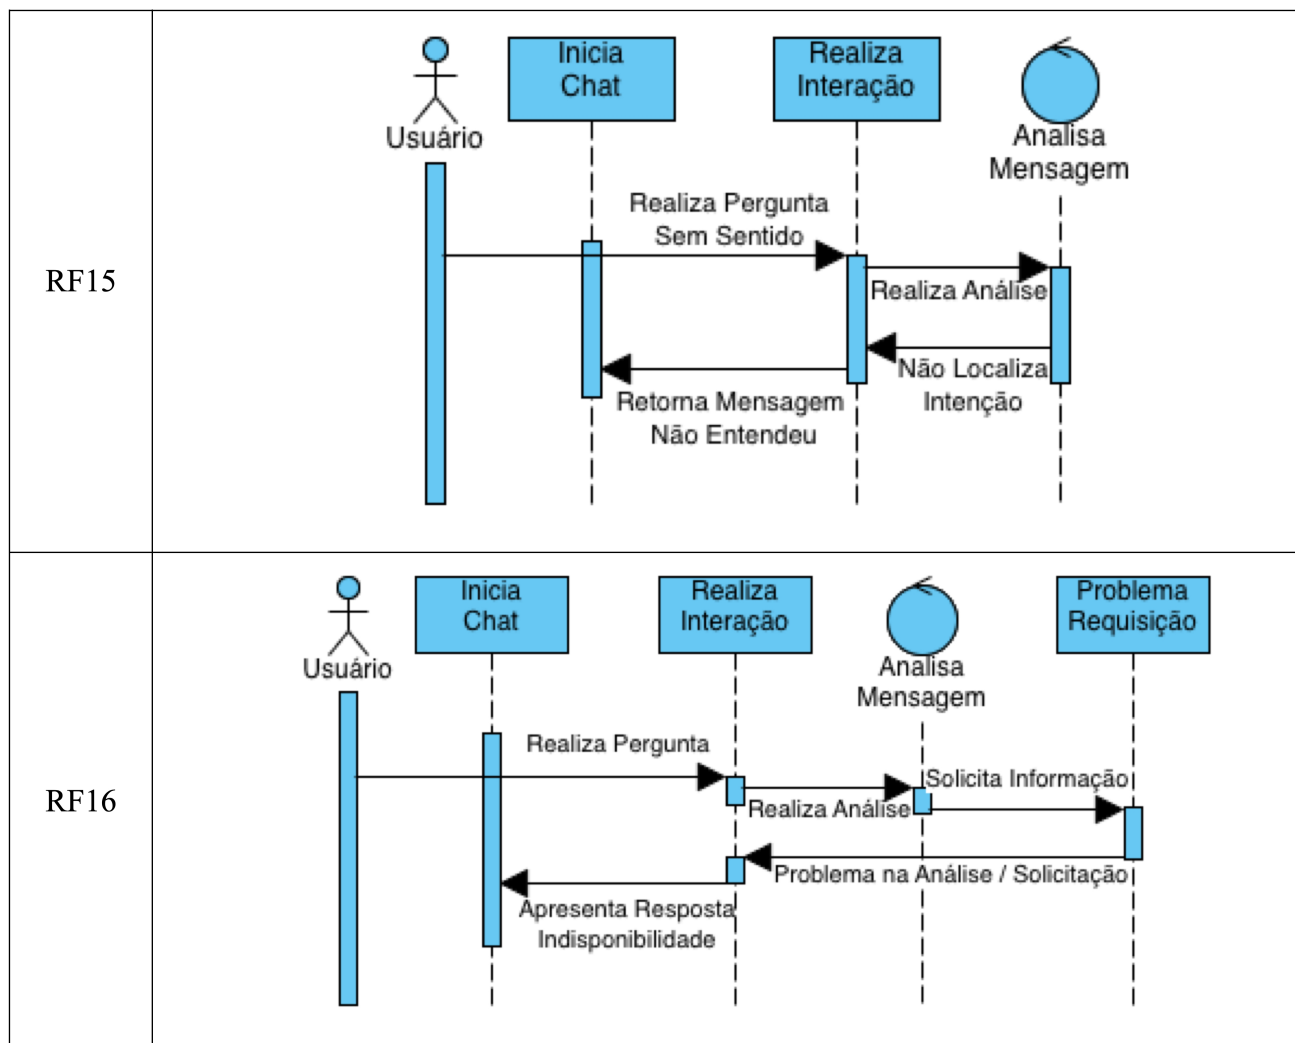 RF15
Usuário
Inicia
Chat
Realiza
Interação
Analisa
Mensagem
Realiza Pergunta
Sem Sentido
Realiza Análise
Não Localiza
Intenção
Retorna Mensagem
Não Entendeu
RF16
Usuário
Inicia
Chat
Realiza
Interação
Analisa
Mensagem
Problema
Requisição
Realiza Pergunta
Solicita Informação
Realiza Análise
Problema na Análise / Solicitação
Apresenta Resposta
Indisponibilidade